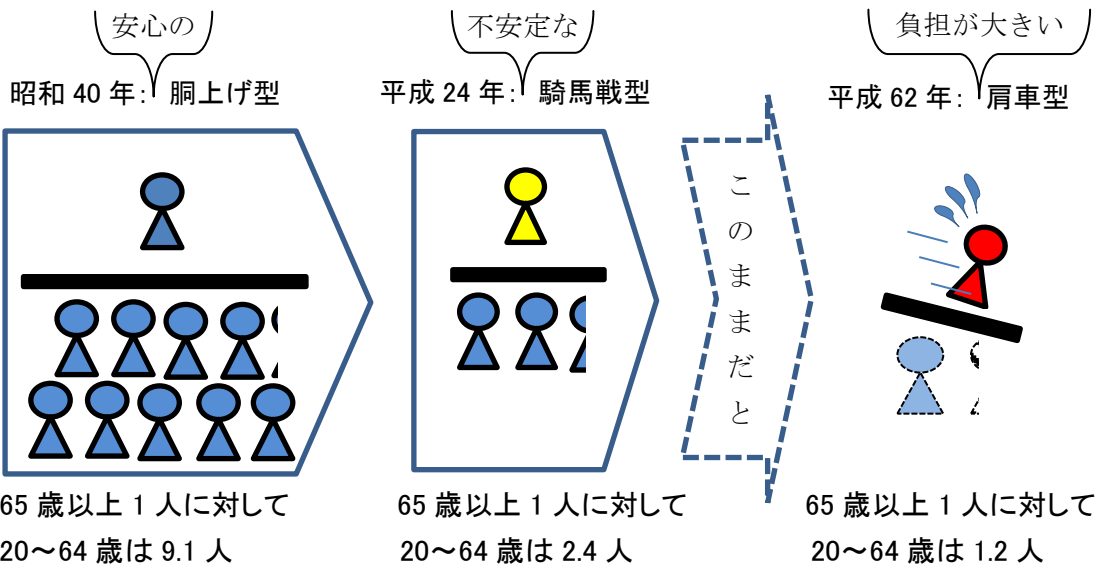 安心の
昭和 40 年： 胴上げ型
65 歳以上 1 人に対して
20～64 歳は 9.1 人
不安定な
平成 24 年： 騎馬戦型
65 歳以上 1 人に対して
20～64 歳は 2.4 人
このままだと
負担が大きい
平成 62 年： 肩車型
65 歳以上 1 人に対して
20～64 歳は 1.2 人